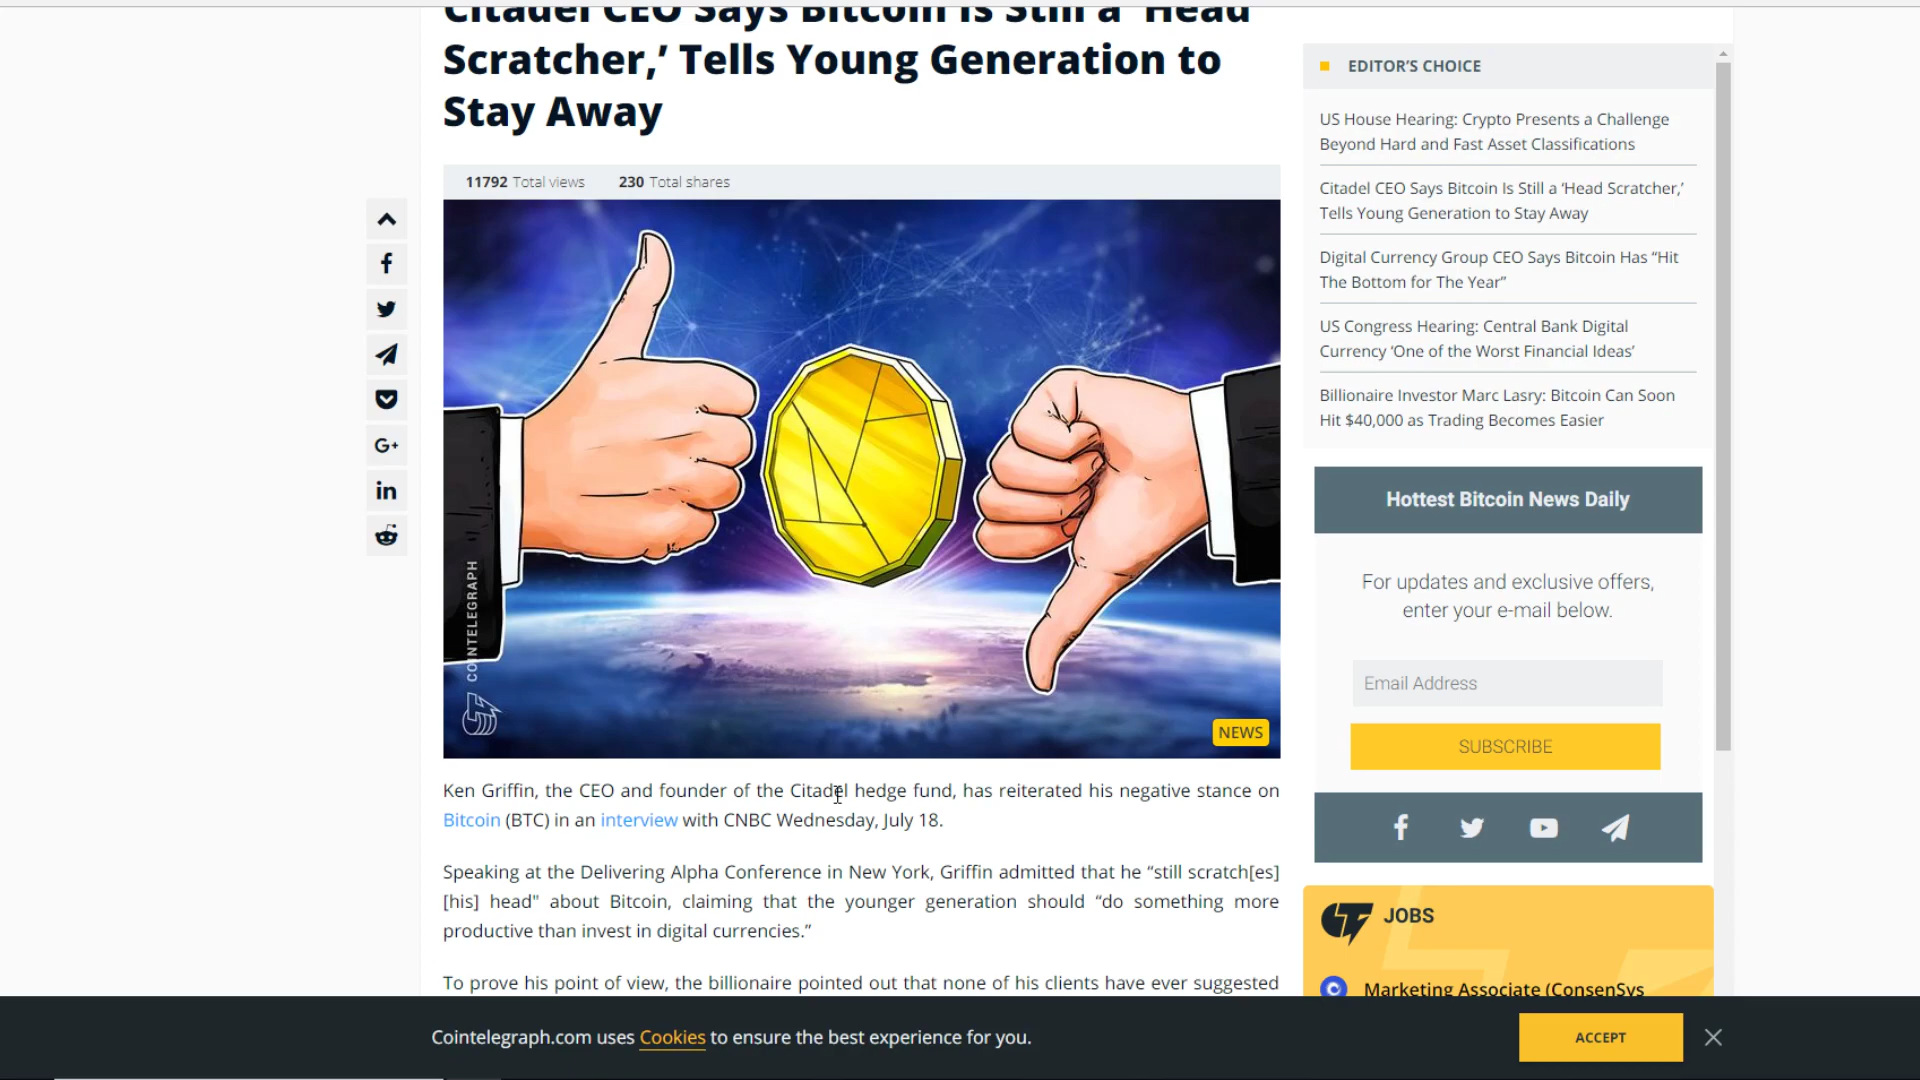 Citadel CEO Says Bitcoin Is Still a ‘Head
Scratcher,’ Tells Young Generation to
Stay Away
11792 Total views 230 Total shares
COINTELEGRAPH
NEWS
Ken Griffin, the CEO and founder of the Citadel hedge fund, has reiterated his negative stance on
Bitcoin (BTC) in an interview with CNBC Wednesday, July 18.
Speaking at the Delivering Alpha Conference in New York, Griffin admitted that he “still scratch[es]
[his] head" about Bitcoin, claiming that the younger generation should “do something more
productive than invest in digital currencies.”
To prove his point of view, the billionaire pointed out that none of his clients have ever suggested
EDITOR’S CHOICE
US House Hearing: Crypto Presents a Challenge
Beyond Hard and Fast Asset Classifications
Citadel CEO Says Bitcoin Is Still a ‘Head Scratcher,’
Tells Young Generation to Stay Away
Digital Currency Group CEO Says Bitcoin Has “Hit
The Bottom for The Year”
US Congress Hearing: Central Bank Digital
Currency ‘One of the Worst Financial Ideas’
Billionaire Investor Marc Lasry: Bitcoin Can Soon
Hit $40,000 as Trading Becomes Easier
Hottest Bitcoin News Daily
For updates and exclusive offers,
enter your e-mail below.
Email Address
SUBSCRIBE
JOBS
Marketing Associate (ConsenSys
Cointelegraph.com uses Cookies to ensure the best experience for you.
ACCEPT